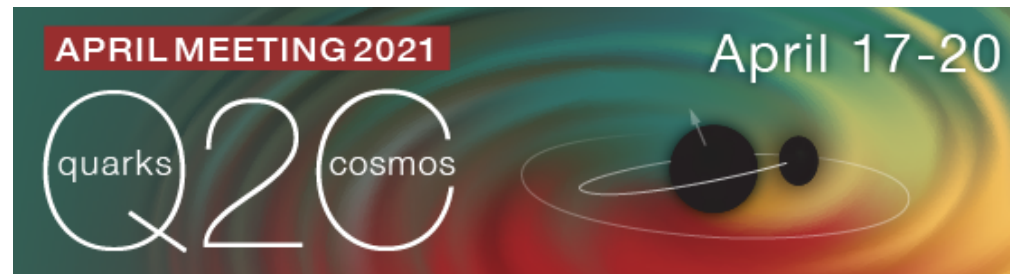 APRIL MEETING 2021
April 17-20
Q2C
quarks cosmos